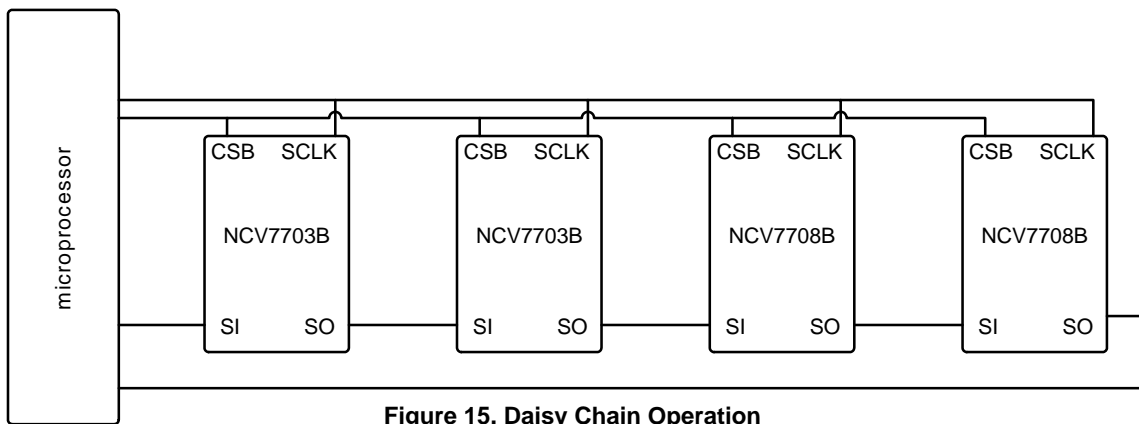 microprocessor
CSB SCLK
NCV7703B
SI SO
CSB SCLK
NCV7703B
SI SO
CSB SCLK
NCV7708B
SI SO
CSB SCLK
NCV7708B
SI SO
Figure 15. Daisy Chain Operation